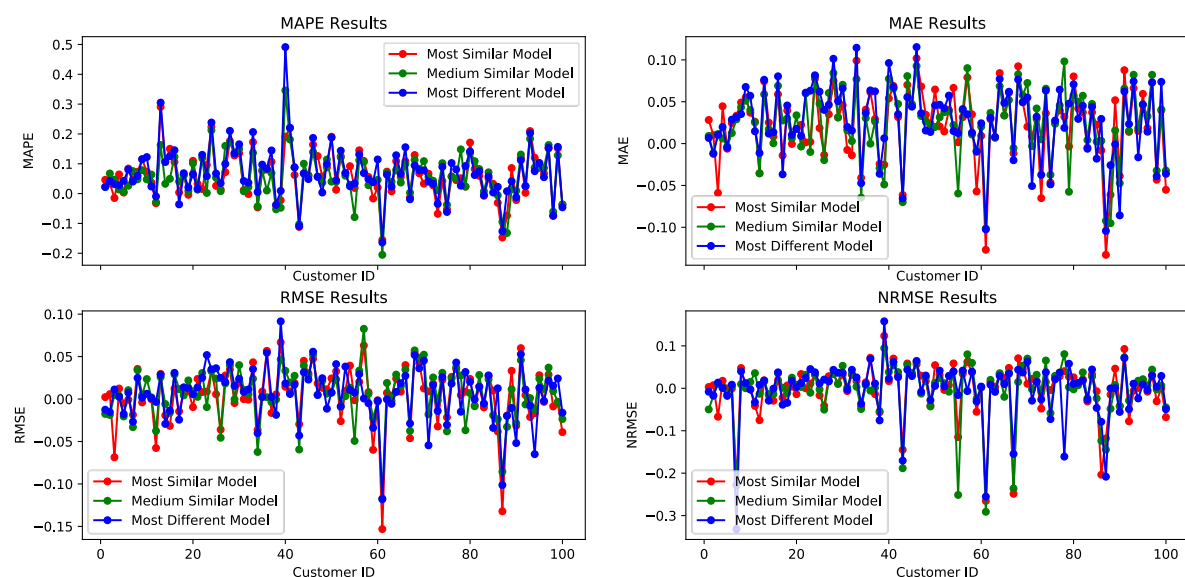 MAPE Results
MAPE
0.5
0.4
0.3
0.2
0.1
0.0
−0.1
−0.2
Most Similar Model
Medium Similar Model
Most Different Model
Customer ID
MAE Results
MAE
0.10
0.05
0.00
−0.05
−0.10
Most Similar Model
Medium Similar Model
Most Different Model
Customer ID
RMSE Results
RMSE
0.10
0.05
0.00
−0.05
−0.10
−0.15
Most Similar Model
Medium Similar Model
Most Different Model
0 20 40 60 80 100
Customer ID
NRMSE Results
NRMSE
0.1
0.0
−0.1
−0.2
−0.3
Most Similar Model
Medium Similar Model
Most Different Model
0 20 40 60 80 100
Customer ID